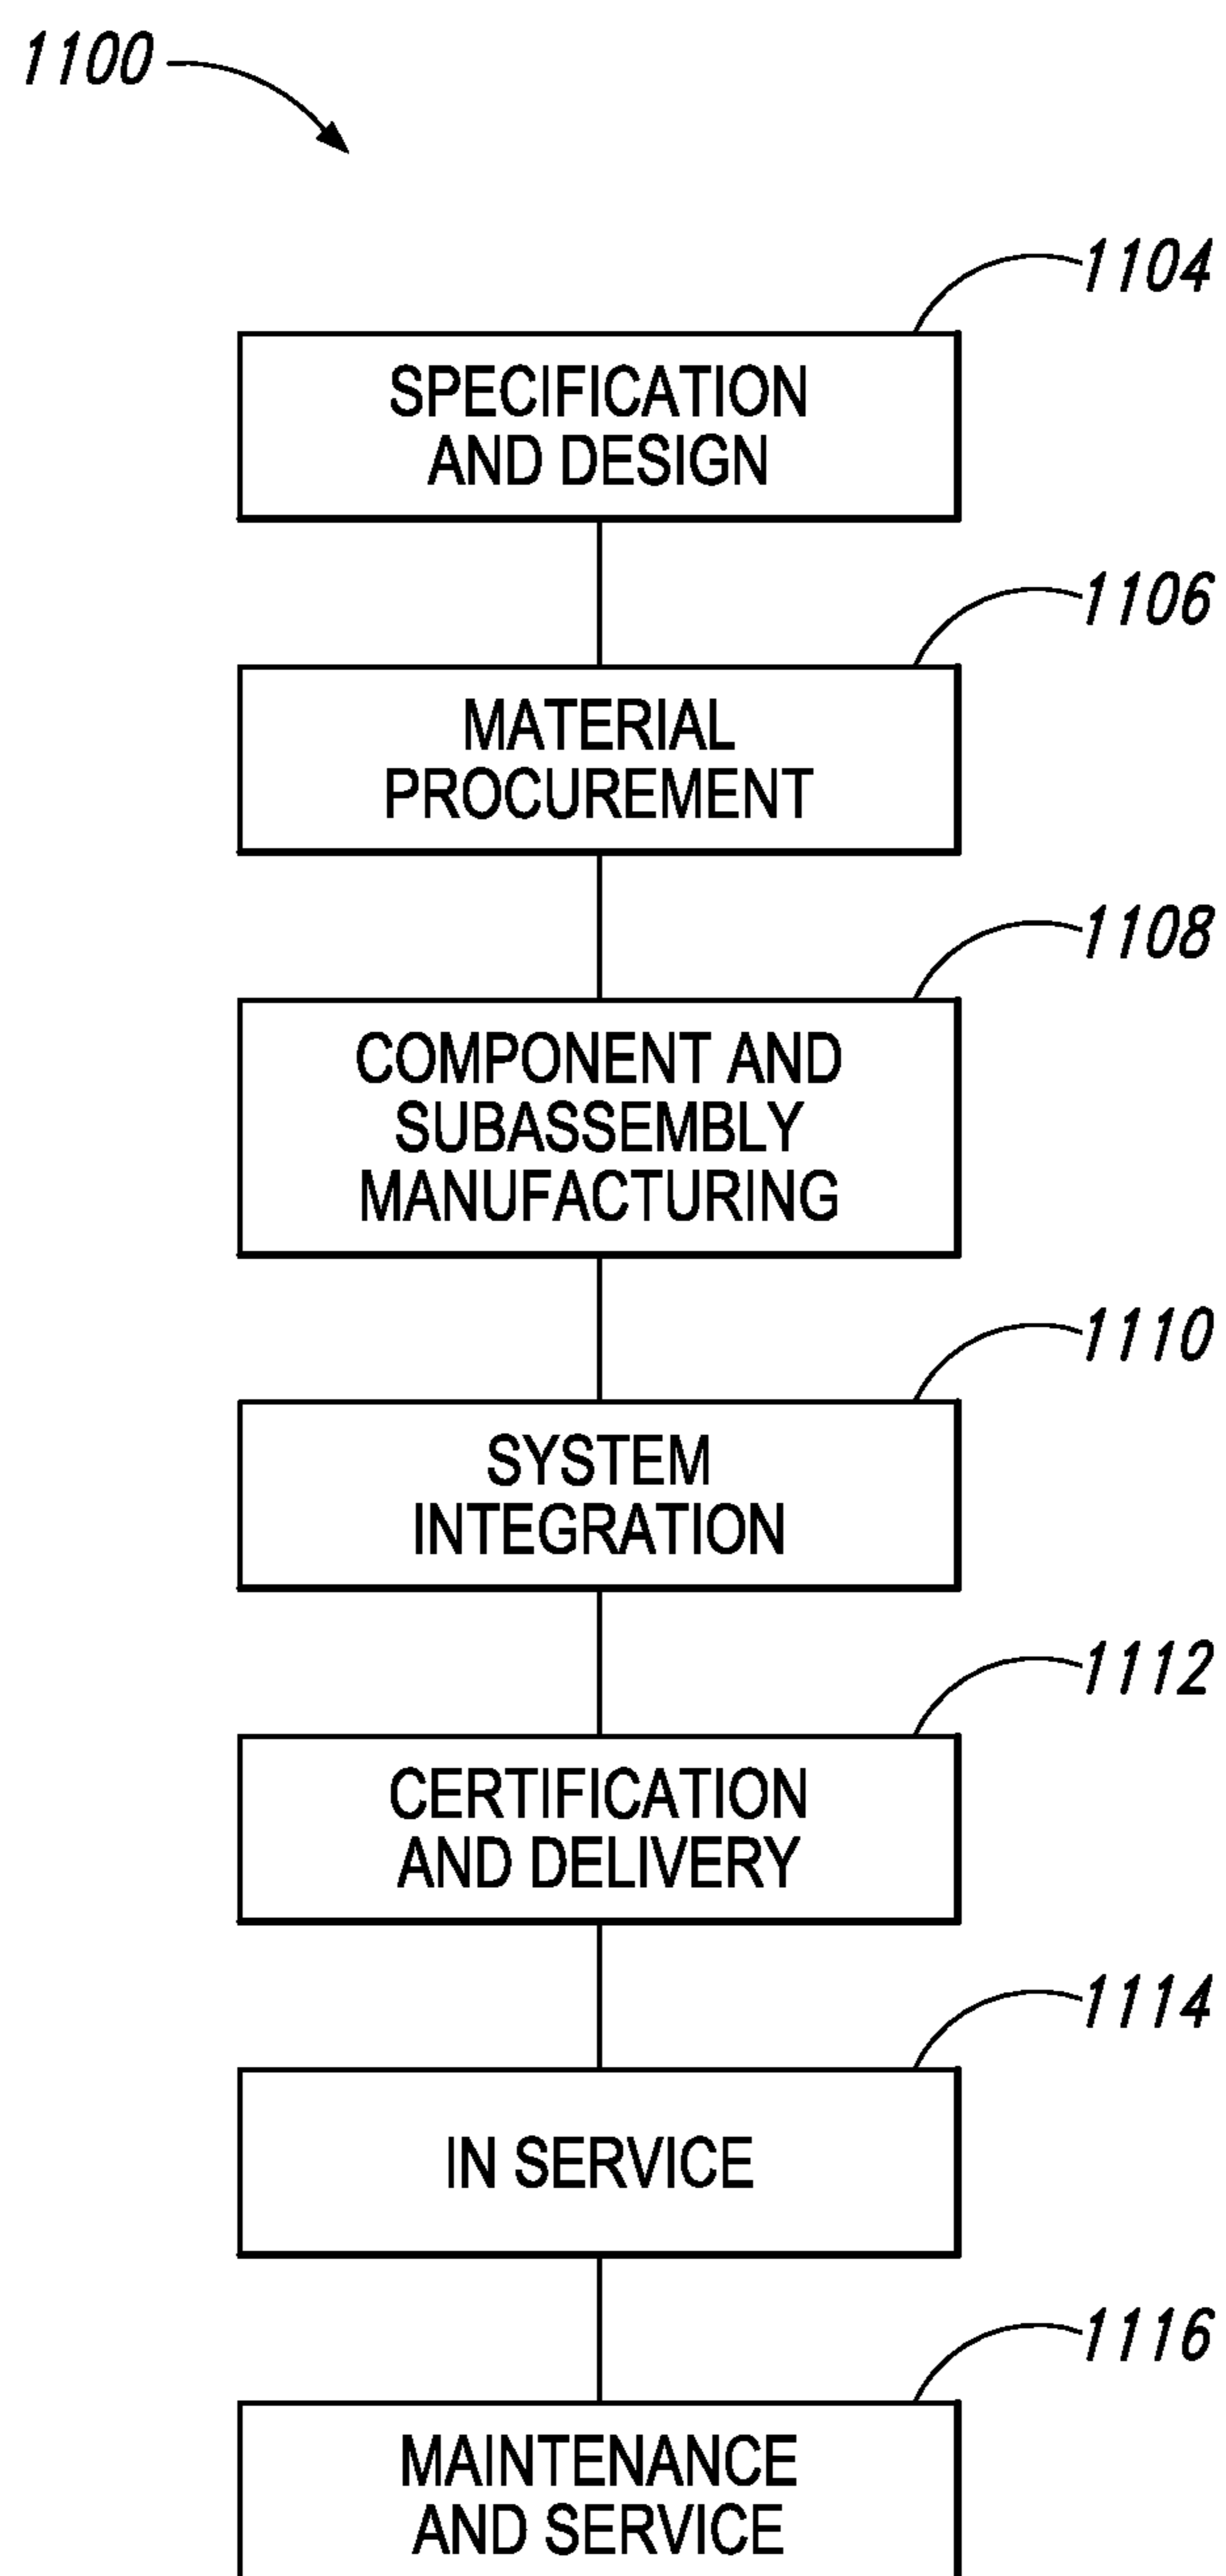 1100
1104
SPECIFICATION
AND DESIGN
1106
MATERIAL
PROCUREMENT
1108
COMPONENT AND
SUBASSEMBLY
MANUFACTURING
1110
SYSTEM
INTEGRATION
1112
CERTIFICATION
AND DELIVERY
1114
IN SERVICE
1116
MAINTENANCE
AND SERVICE